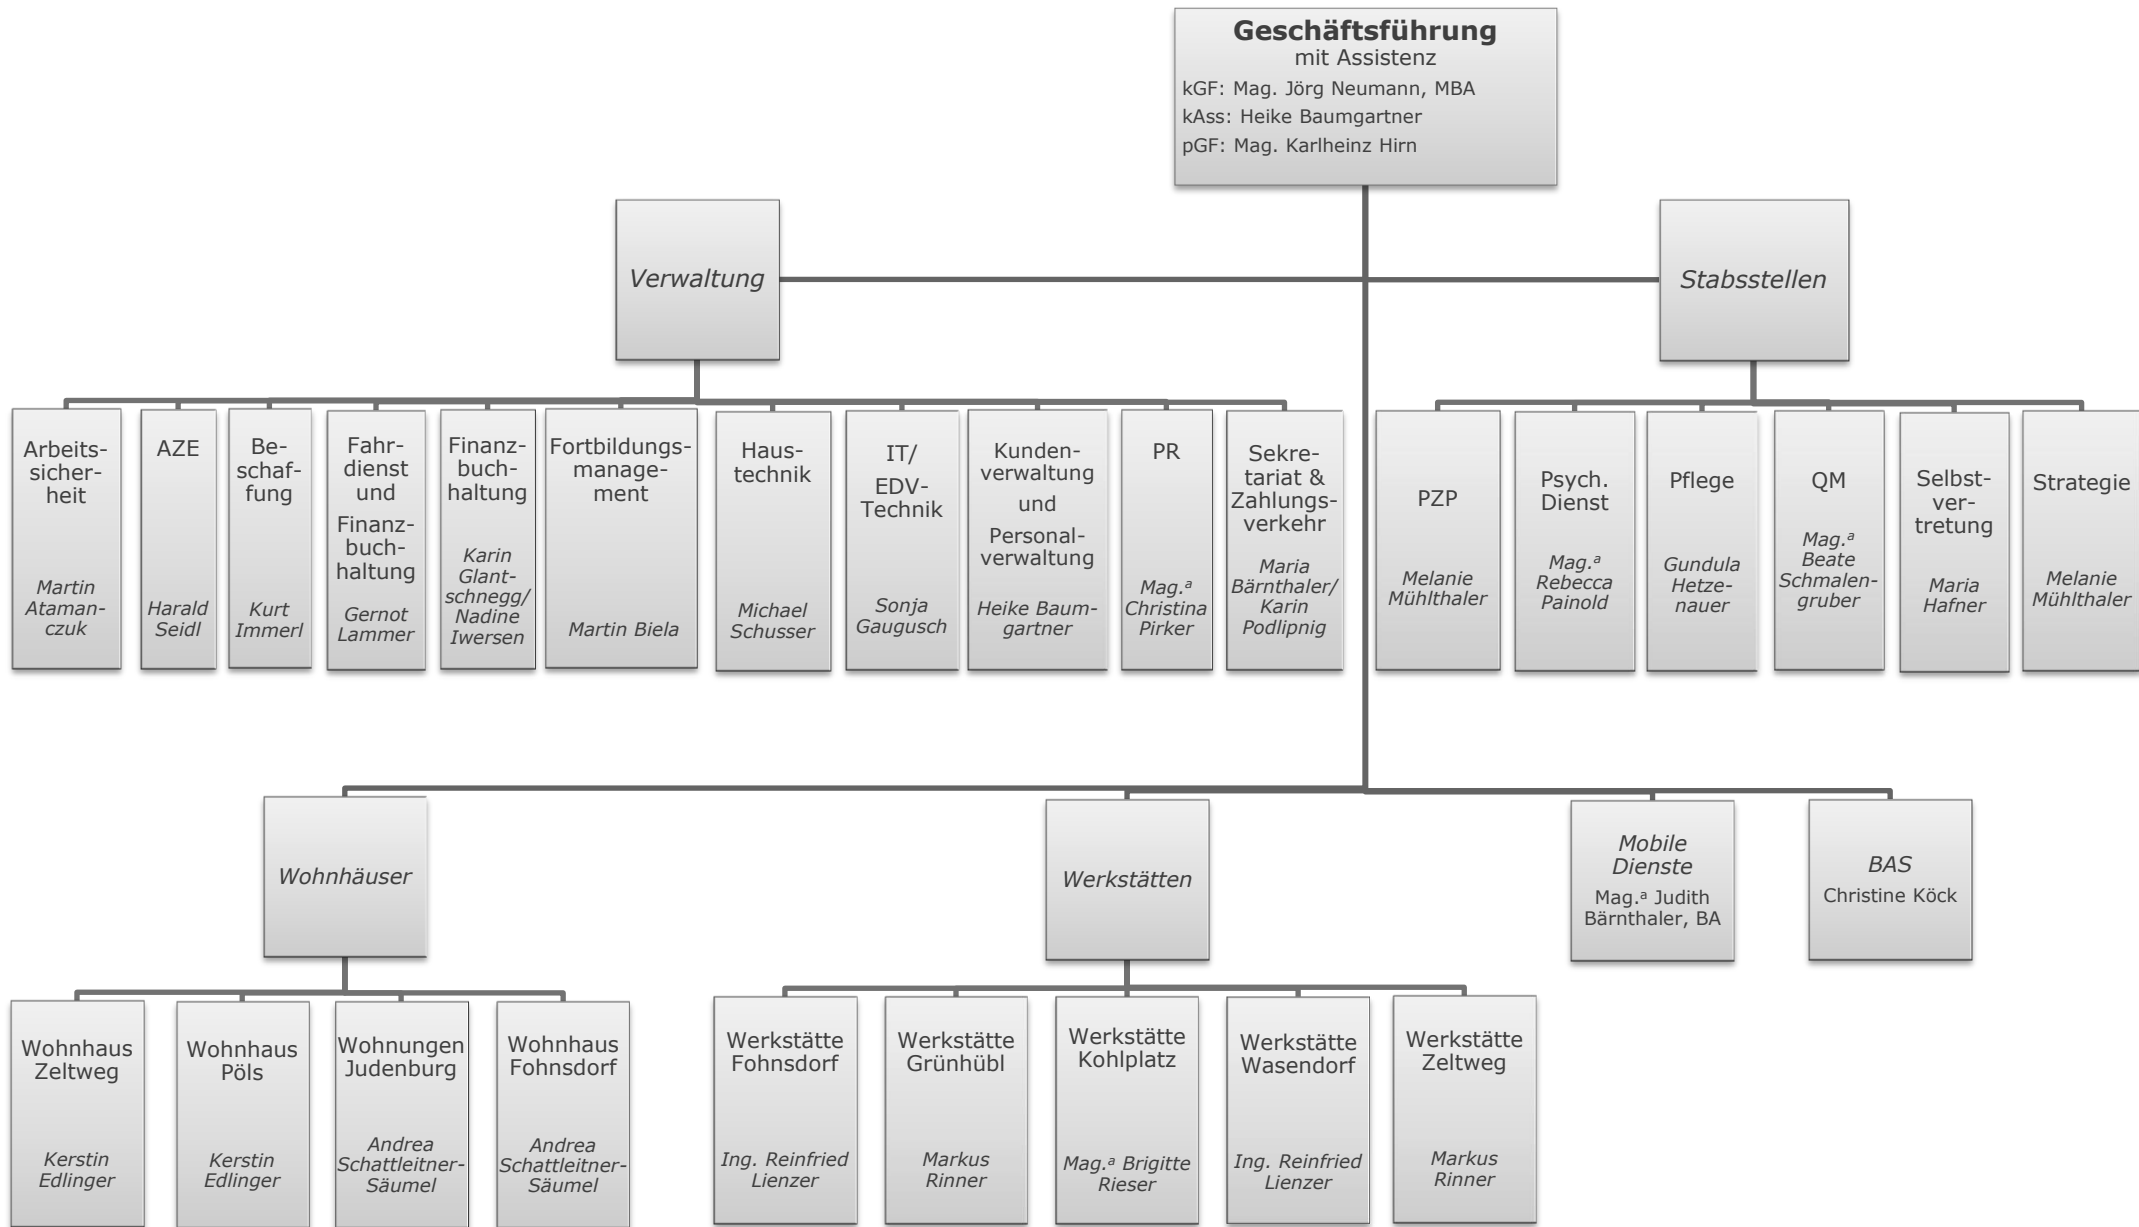 Geschäftsführung
mit Assistenz
kGF: Mag. Jörg Neumann, MBA
kAss: Heike Baumgartner
pGF: Mag. Karlheinz Hirn
Verwaltung
Stabsstellen
Arbeits-
sicher-
heit
Martin
Ataman-
czuk
AZE
Harald
Seidl
Be-
schaf-
fung
Kurt
Immerl
Fahr-
dienst
und
Finanz-
buch-
haltung
Gernot
Lammer
Finanz-
buch-
haltung
Karin
Glant-
schnegg/
Nadine
Iwersen
Fortbildungs-
manage-
ment
Martin Biela
Haus-
technik
Michael
Schusser
IT/
EDV-
Technik
Sonja
Gaugusch
Kunden-
verwaltung
und
Personal-
verwaltung
Heike Baum-
gartner
PR
Mag.ª
Christina
Pirker
Sekre-
tariat &
Zahlungs-
verkehr
Maria
Bärnthaler/
Karin
Podlipnig
PZP
Melanie
Mühlthaler
Psych.
Dienst
Mag.ª
Rebecca
Painold
Pflege
Gundula
Hetze-
nauer
QM
Mag.ª
Beate
Schmalen-
gruber
Selbst-
ver-
tretung
Maria
Hafner
Strategie
Melanie
Mühlthaler
Wohnhäuser
Werkstätten
Mobile
Dienste
Mag.ª Judith
Bärnthaler, BA
BAS
Christine Köck
Wohnhaus
Zeltweg
Kerstin
Edlinger
Wohnhaus
Pöls
Kerstin
Edlinger
Wohnungen
Judenburg
Andrea
Schattleitner-
Säumel
Wohnhaus
Fohnsdorf
Andrea
Schattleitner-
Säumel
Werkstätte
Fohnsdorf
Ing. Reinfried
Lienzer
Werkstätte
Grünhübl
Markus
Rinner
Werkstätte
Kohlplatz
Mag.ª Brigitte
Rieser
Werkstätte
Wasendorf
Ing. Reinfried
Lienzer
Werkstätte
Zeltweg
Markus
Rinner